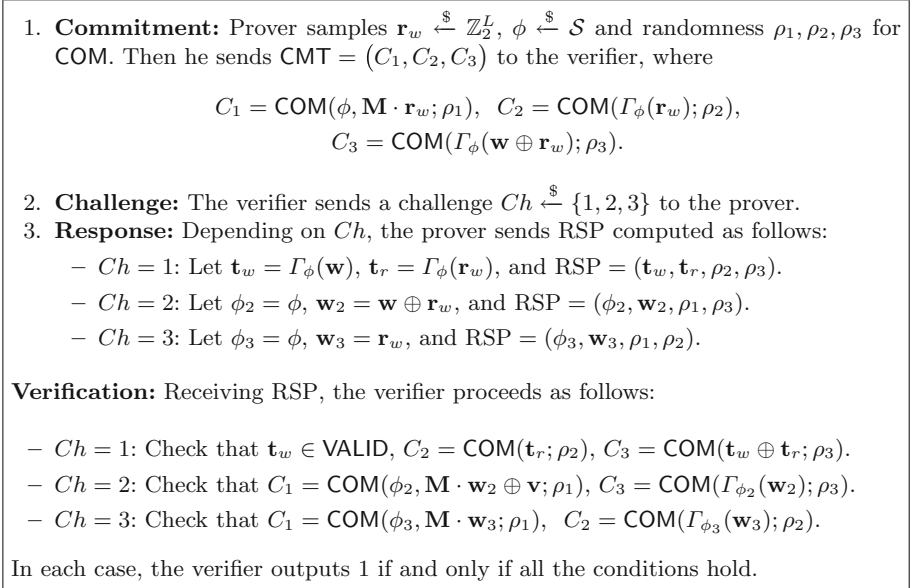 1. Commitment: Prover samples r_w ←$ ℤ_2^L, ϕ ←$ 𝒮 and randomness ρ_1, ρ_2, ρ_3 for
COM. Then he sends CMT = (C_1, C_2, C_3) to the verifier, where
C_1 = COM(ϕ, M · r_w; ρ_1), C_2 = COM(Γ_ϕ(r_w); ρ_2),
C_3 = COM(Γ_ϕ(w ⊕ r_w); ρ_3).
2. Challenge: The verifier sends a challenge Ch ←$ {1, 2, 3} to the prover.
3. Response: Depending on Ch, the prover sends RSP computed as follows:
– Ch = 1: Let t_w = Γ_ϕ(w), t_r = Γ_ϕ(r_w), and RSP = (t_w, t_r, ρ_2, ρ_3).
– Ch = 2: Let ϕ_2 = ϕ, w_2 = w ⊕ r_w, and RSP = (ϕ_2, w_2, ρ_1, ρ_3).
– Ch = 3: Let ϕ_3 = ϕ, w_3 = r_w, and RSP = (ϕ_3, w_3, ρ_1, ρ_2).
Verification: Receiving RSP, the verifier proceeds as follows:
– Ch = 1: Check that t_w ∈ VALID, C_2 = COM(t_r; ρ_2), C_3 = COM(t_w ⊕ t_r; ρ_3).
– Ch = 2: Check that C_1 = COM(ϕ_2, M · w_2 ⊕ v; ρ_1), C_3 = COM(Γ_ϕ_2(w_2); ρ_3).
– Ch = 3: Check that C_1 = COM(ϕ_3, M · w_3; ρ_1), C_2 = COM(Γ_ϕ_3(w_3); ρ_2).
In each case, the verifier outputs 1 if and only if all the conditions hold.